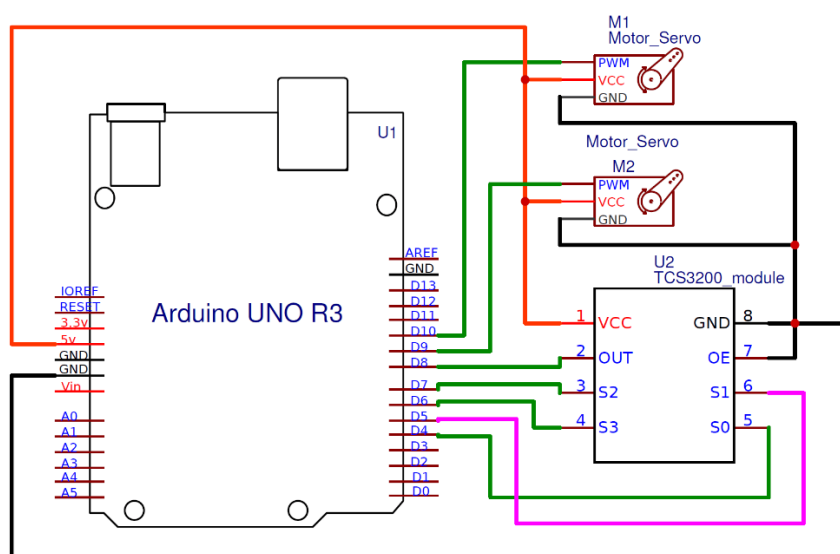 M1
Motor_Servo
PWM
VCC
GND
U1
Motor_Servo
M2
PWM
VCC
GND
U2
TCS3200_module
1 VCC GND 8
2 OUT OE 7
3 S2 S1 6
4 S3 S0 5
Arduino UNO R3
IOREF
RESET
3.3v
5v
GND
GND
Vin
A0
A1
A2
A3
A4
A5
AREF
GND
D13
D12
D11
D10
D9
D8
D7
D6
D5
D4
D3
D2
D1
D0